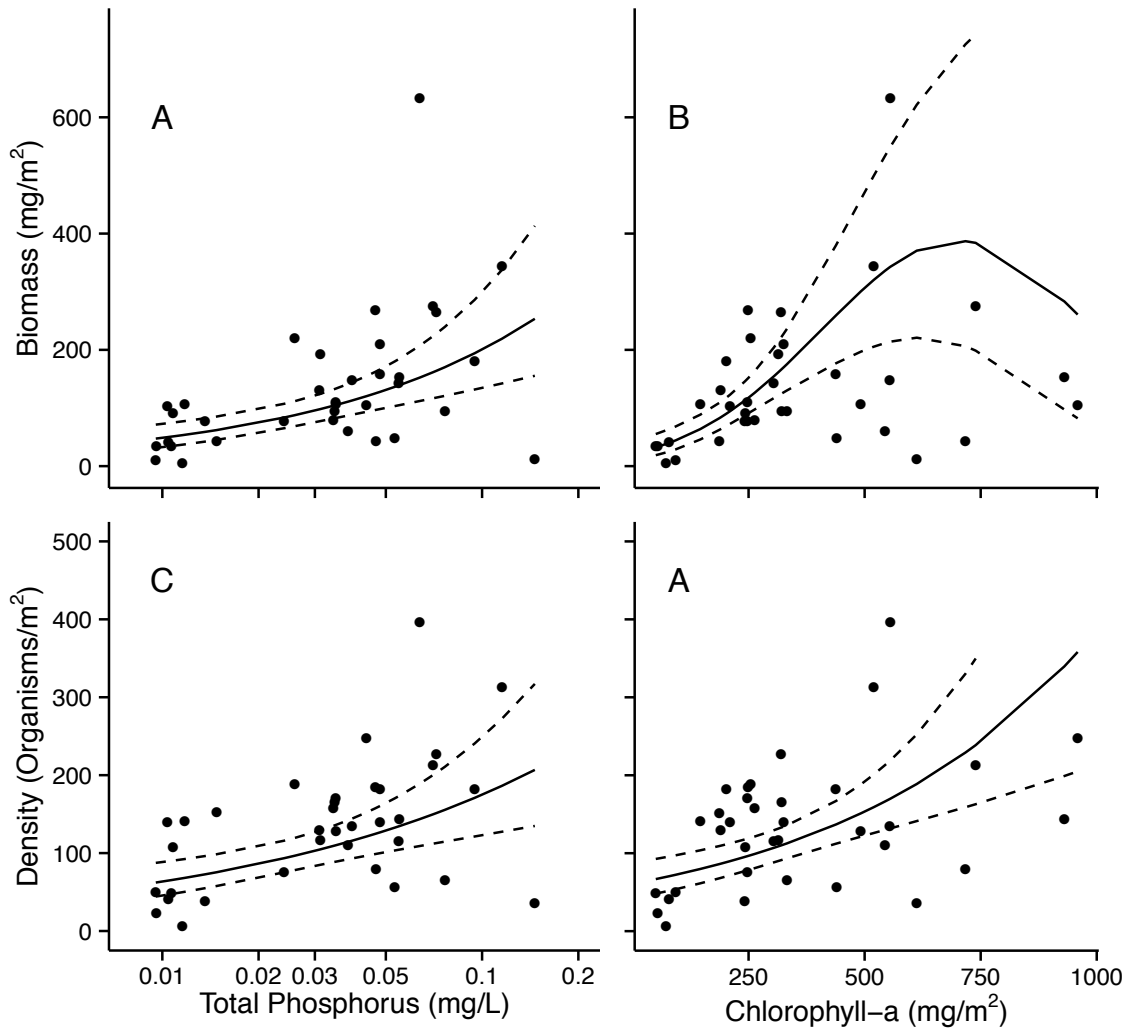 A
B
Biomass (mg/m²)
600
400
200
0
C
A
Density (Organisms/m²)
500
400
300
200
100
0
0.01 0.02 0.03 0.05 0.1 0.2
250 500 750 1000
Total Phosphorus (mg/L)
Chlorophyll−a (mg/m²)